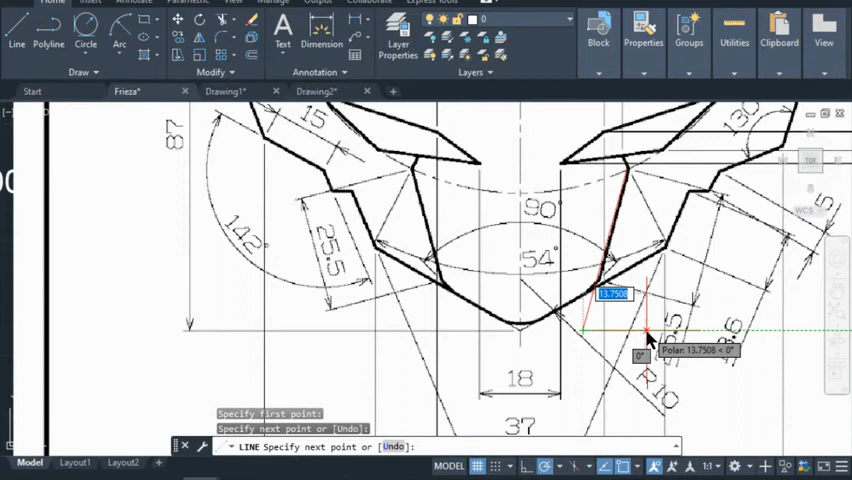 Home Insert Annotate View Manage Output Collaborate Express Tools
Line Polyline Circle Arc
Text Dimension
Layer
Properties
0
Block Properties Groups Utilities Clipboard View
Draw Modify Annotation Layers
Start Frieza* Drawing1* Drawing2*
[–]
TOP
WCS
87
15
130
142°
25.5
90°
54°
5
13.7508
0°
Polar: 13.7508 < 0°
R10
18
37
Specify first point:
Specify next point or [Undo]:
LINE Specify next point or [Undo]:
Model Layout1 Layout2
MODEL 1:1